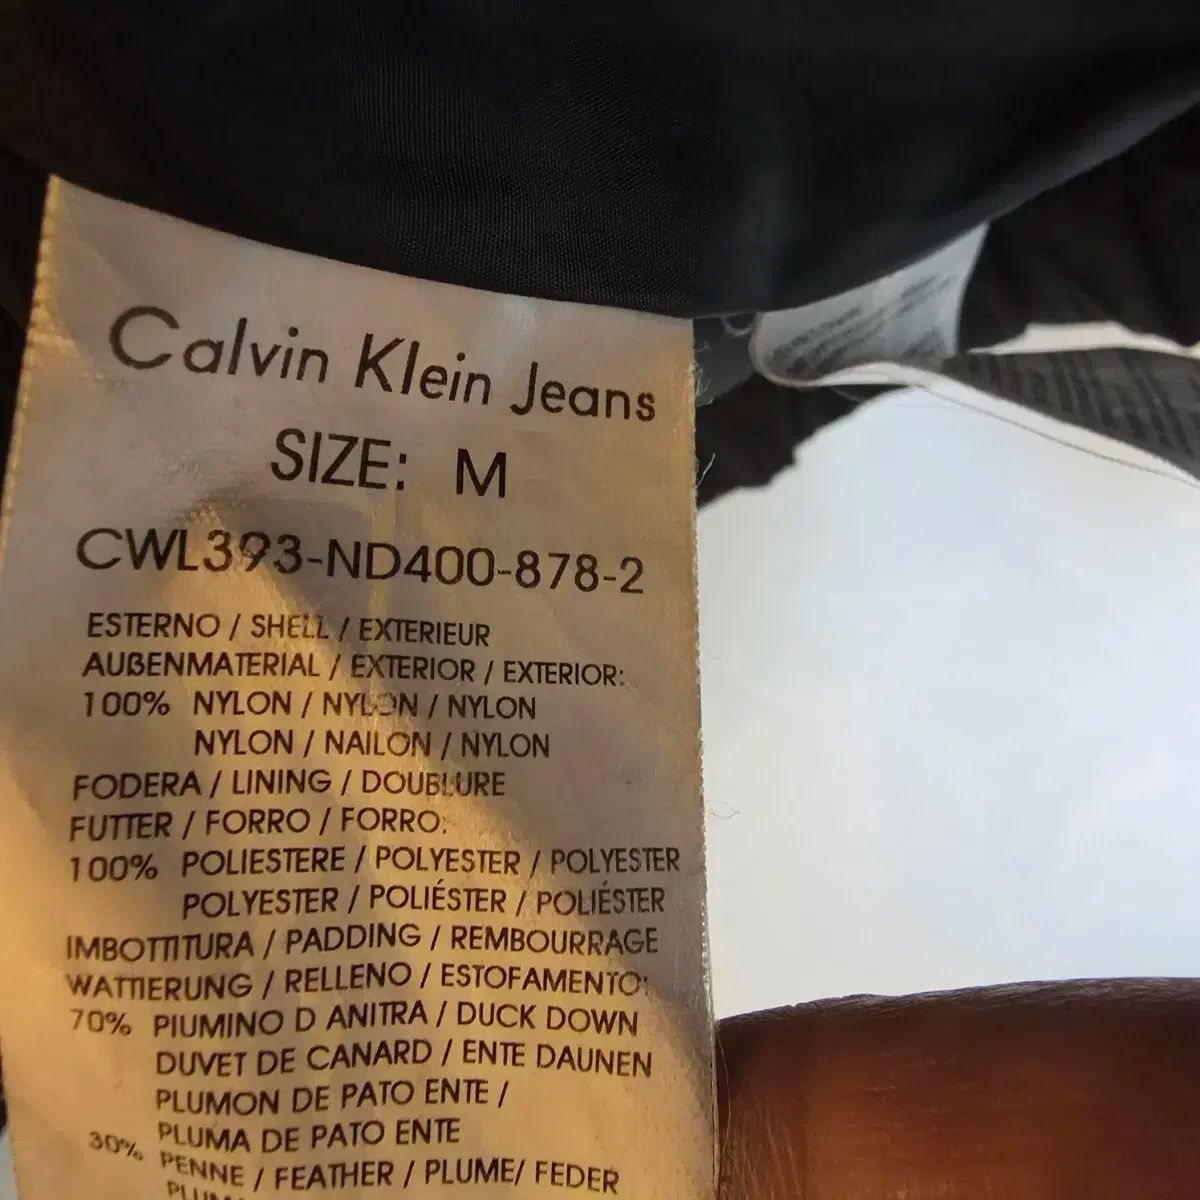 Calvin Klein Jeans
SIZE: M
CWL393-ND400-878-2
ESTERNO / SHELL / EXTERIEUR
AUßENMATERIAL / EXTERIOR / EXTERIOR:
100% NYLON / NYLON / NYLON
NYLON / NAILON / NYLON
FODERA / LINING / DOUBLURE
FUTTER / FORRO / FORRO:
100% POLIESTERE / POLYESTER / POLYESTER
POLYESTER / POLIÉSTER / POLIÉSTER
IMBOTTITURA / PADDING / REMBOURRAGE
WATTIERUNG / RELLENO / ESTOFAMENTO:
70% PIUMINO D ANITRA / DUCK DOWN
DUVET DE CANARD / ENTE DAUNEN
PLUMON DE PATO ENTE /
PLUMA DE PATO ENTE
30% PENNE / FEATHER / PLUME/ FEDER